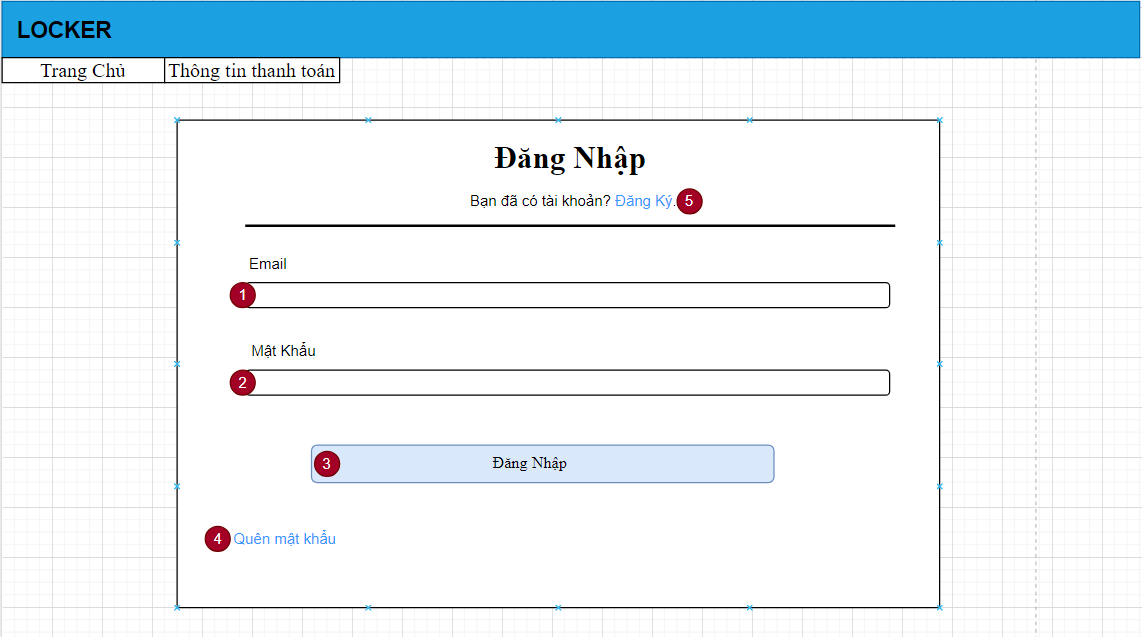 LOCKER
Trang Chủ Thông tin thanh toán
Đăng Nhập
Bạn đã có tài khoản? Đăng Ký. 5
Email
1
Mật Khẩu
2
3 Đăng Nhập
4 Quên mật khẩu